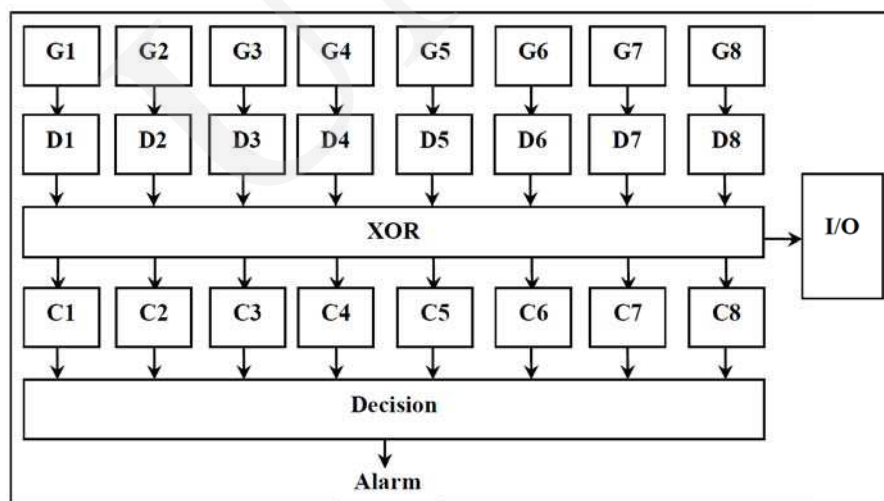 G1 G2 G3 G4 G5 G6 G7 G8
D1 D2 D3 D4 D5 D6 D7 D8
XOR
I/O
C1 C2 C3 C4 C5 C6 C7 C8
Decision
Alarm